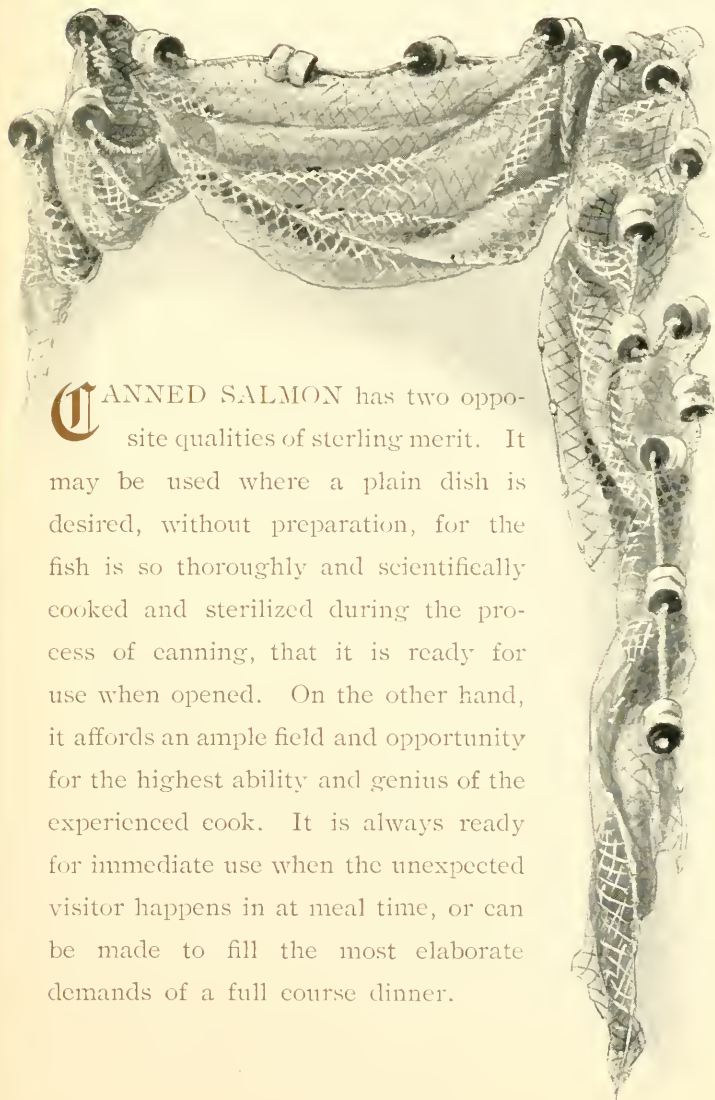 CANNED SALMON has two oppo-
site qualities of sterling merit. It
may be used where a plain dish is
desired, without preparation, for the
fish is so thoroughly and scientifically
cooked and sterilized during the pro-
cess of canning, that it is ready for
use when opened. On the other hand,
it affords an ample field and opportunity
for the highest ability and genius of the
experienced cook. It is always ready
for immediate use when the unexpected
visitor happens in at meal time, or can
be made to fill the most elaborate
demands of a full course dinner.